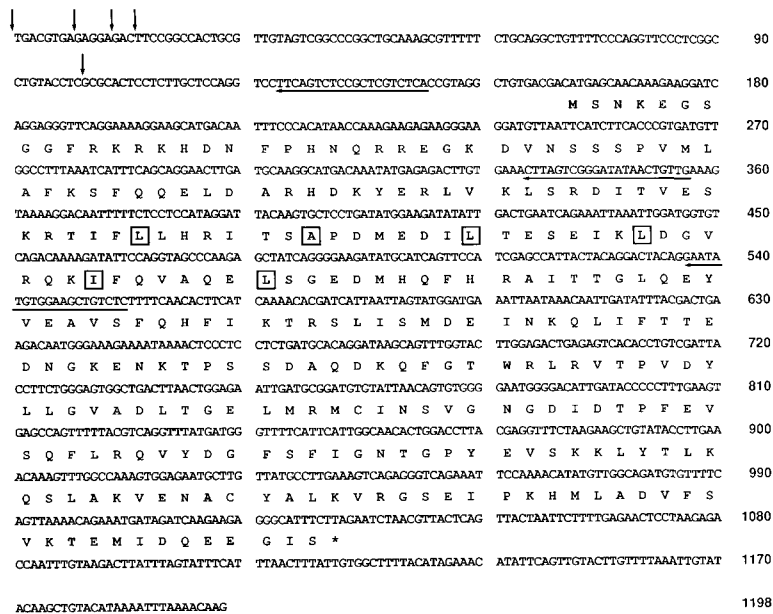 TGACGTGAGAGGAGAGACTTCCGGCCACTGCG TTGTAGTCGGCCCGGCTGCAAAGCGTTTTT CTGCAGGCTGTTTTCCCAGGTTCCCTCGGC 90
CTGTACCTCGCGCACTCCTCTTGCTCCAGG TCCTTCAGTCTCCGCTCGTCTCACCGTAGG CTGTGACGACATGAGCAACAAAGAAGGATC 180
M S N K E G S
AGGAGGGTTCAGGAAAAGGAAGCATGACAA TTTCCCACATAACCAAAGAAGAGAAGGGAA GGATGTTAATTCATCTTCACCCGTGATGTT 270
G G F R K R K H D N F P H N Q R R E G K D V N S S S P V M L
GGCCTTTAAATCATTTCAGCAGGAACTTGA TGCAAGGCATGACAAATATGAGAGACTTGT GAAACTTAGTCGGGATATAACTGTTGAAAG 360
A F K S F Q Q E L D A R H D K Y E R L V K L S R D I T V E S
TAAAAGGACAATTTTTCTCCTCCATAGGAT TACAAGTGCTCCTGATATGGAAGATATATT GACTGAATCAGAAATTAAATTGGATGGTGT 450
K R T I F L L H R I T S A P D M E D I L T E S E I K L D G V
CAGACAAAAGATATTCCAGGTAGCCCAAGA GCTATCAGGGGAAGATATGCATCAGTTCCA TCGAGCCATTACTACAGGACTACAGGAATA 540
R Q K I F Q V A Q E L S G E D M H Q F H R A I T T G L Q E Y
TGTGGAAGCTGTCTCTTTTCAACACTTCAT CAAAACACGATCATTAATTAGTATGGATGA AATTAATAAACAATTGATATTTACGACTGA 630
V E A V S F Q H F I K T R S L I S M D E I N K Q L I F T T E
AGACAATGGGAAAGAAAATAAAACTCCCTC CTCTGATGCACAGGATAAGCAGTTTGGTAC TTGGAGACTGAGAGTCACACCTGTCGATTA 720
D N G K E N K T P S S D A Q D K Q F G T W R L R V T P V D Y
CCTTCTGGGAGTGGCTGACTTAACTGGAGA ATTGATGCGGATGTGTATTAACAGTGTGGG GAATGGGGACATTGATACCCCCTTTGAAGT 810
L L G V A D L T G E L M R M C I N S V G N G D I D T P F E V
GAGCCAGTTTTTACGTCAGGTTTATGATGG GTTTTCATTCATTGGCAACACTGGACCTTA CGAGGTTTCTAAGAAGCTGTATACCTTGAA 900
S Q F L R Q V Y D G F S F I G N T G P Y E V S K K L Y T L K
ACAAAGTTTGGCCAAAGTGGAGAATGCTTG TTATGCCTTGAAAGTCAGAGGGTCAGAAAT TCCAAAACATATGTTGGCAGATGTGTTTTC 990
Q S L A K V E N A C Y A L K V R G S E I P K H M L A D V F S
AGTTAAAACAGAAATGATAGATCAAGAAGA GGGCATTTCTTAGAATCTAACGTTACTCAG TTACTAATTCTTTTGAGAACTCCTAAGAGA 1080
V K T E M I D Q E E G I S *
CCAATTTGTAAGACTTATTTAGTATTTCAT TTAACTTTATTGTGGCTTTTACATAGAAAC ATATTCAGTTGTACTTGTTTTAAATTGTAT 1170
ACAAGCTGTACATAAAATTTAAAACAAG 1198